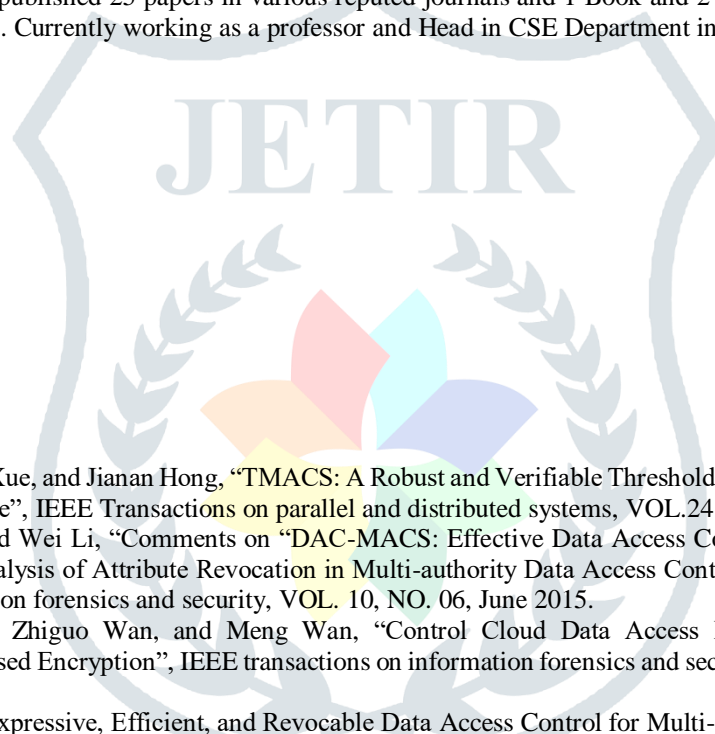 published 25 papers in various reputed journals and 1 Book and 2
. Currently working as a professor and Head in CSE Department in
JETIR
Xue, and Jianan Hong, “TMACS: A Robust and Verifiable Threshold
e”, IEEE Transactions on parallel and distributed systems, VOL.24
d Wei Li, “Comments on “DAC-MACS: Effective Data Access Co
alysis of Attribute Revocation in Multi-authority Data Access Cont
on forensics and security, VOL. 10, NO. 06, June 2015.
Zhiguo Wan, and Meng Wan, “Control Cloud Data Access
sed Encryption”, IEEE transactions on information forensics and sec
xpressive, Efficient, and Revocable Data Access Control for Multi-